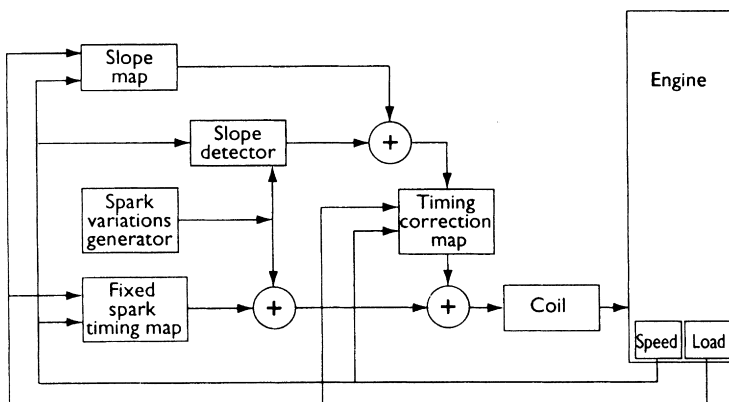 Slope
map
Engine
Slope
detector
+
Spark
variations
generator
Timing
correction
map
Fixed
spark
timing map
+
+
Coil
Speed
Load